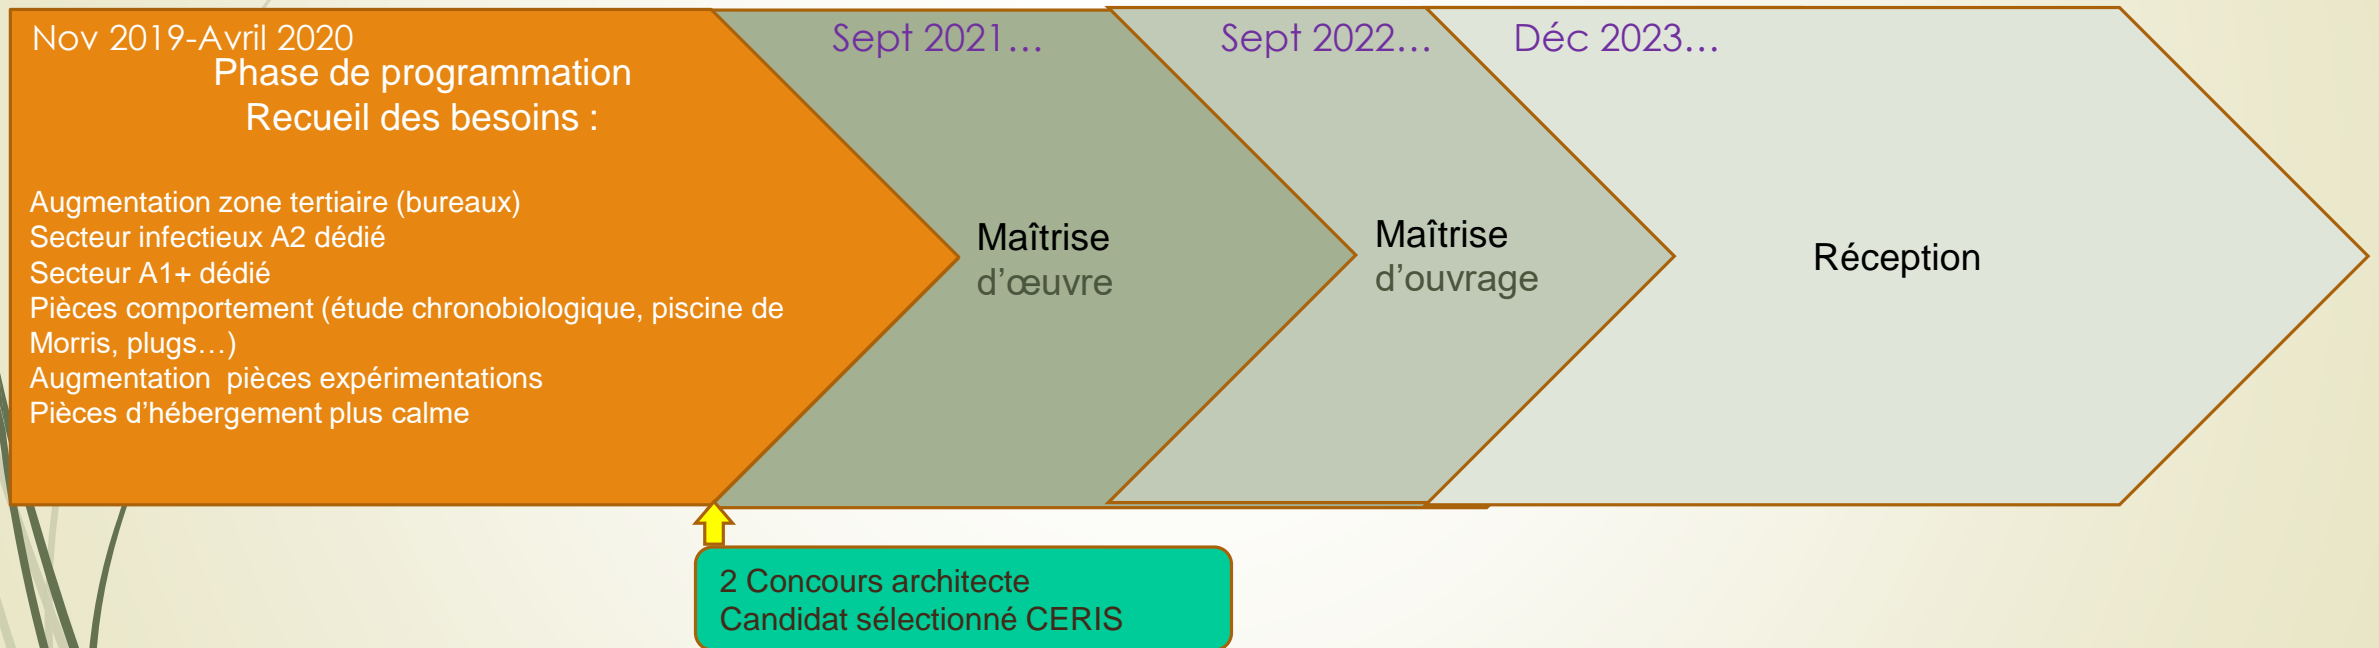 Nov 2019-Avril 2020
Phase de programmation
Recueil des besoins :
Augmentation zone tertiaire (bureaux)
Secteur infectieux A2 dédié
Secteur A1+ dédié
Pièces comportement (étude chronobiologique, piscine de
Morris, plugs…)
Augmentation  pièces expérimentations
Pièces d'hébergement plus calme
Sept 2021…
Maîtrise
d'œuvre
Sept 2022…
Maîtrise
d'ouvrage
Déc 2023…
Réception
2 Concours architecte
Candidat sélectionné CERIS